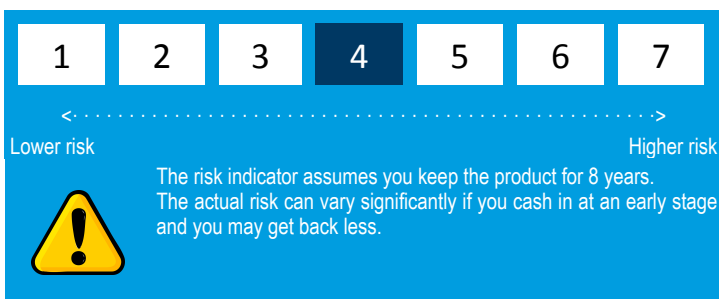 1 2 3 4 5 6 7
Lower risk Higher risk
The risk indicator assumes you keep the product for 8 years.
The actual risk can vary significantly if you cash in at an early stage
and you may get back less.